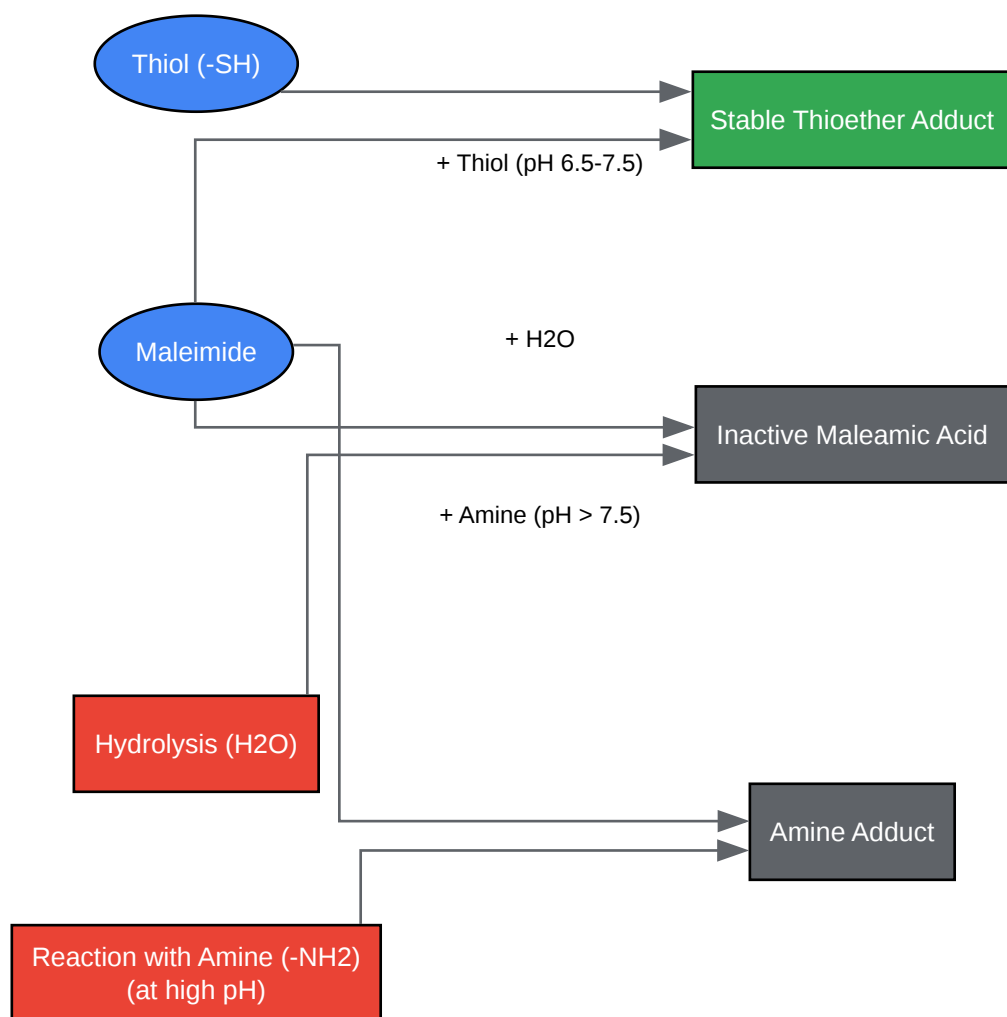 Thiol (-SH)
Stable Thioether Adduct
+ Thiol (pH 6.5-7.5)
Maleimide
+ H2O
Inactive Maleamic Acid
+ Amine (pH > 7.5)
Hydrolysis (H2O)
Amine Adduct
Reaction with Amine (-NH2)
(at high pH)